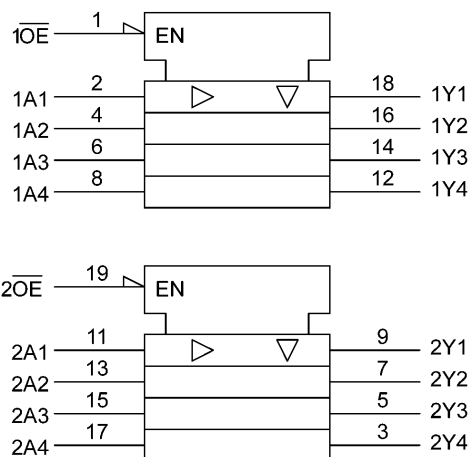 1OE 1 EN
1A1 2 18 1Y1
1A2 4 16 1Y2
1A3 6 14 1Y3
1A4 8 12 1Y4
2OE 19 EN
2A1 11 9 2Y1
2A2 13 7 2Y2
2A3 15 5 2Y3
2A4 17 3 2Y4